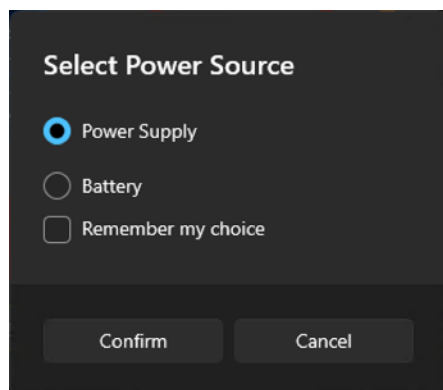 Select Power Source
Power Supply
Battery
Remember my choice
Confirm Cancel